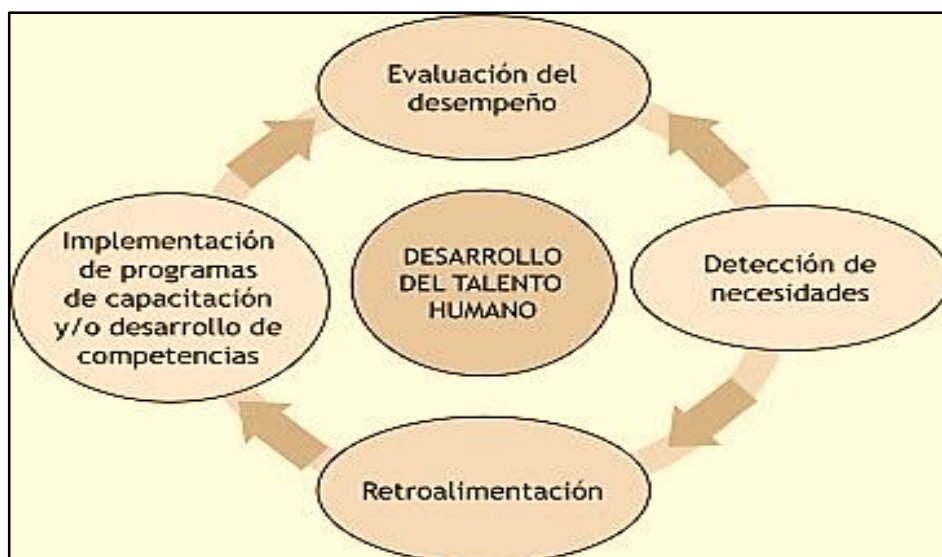 Evaluación del
desempeño
Implementación
de programas
de capacitación
y/o desarrollo de
competencias
DESARROLLO
DEL TALENTO
HUMANO
Detección de
necesidades
Retroalimentación